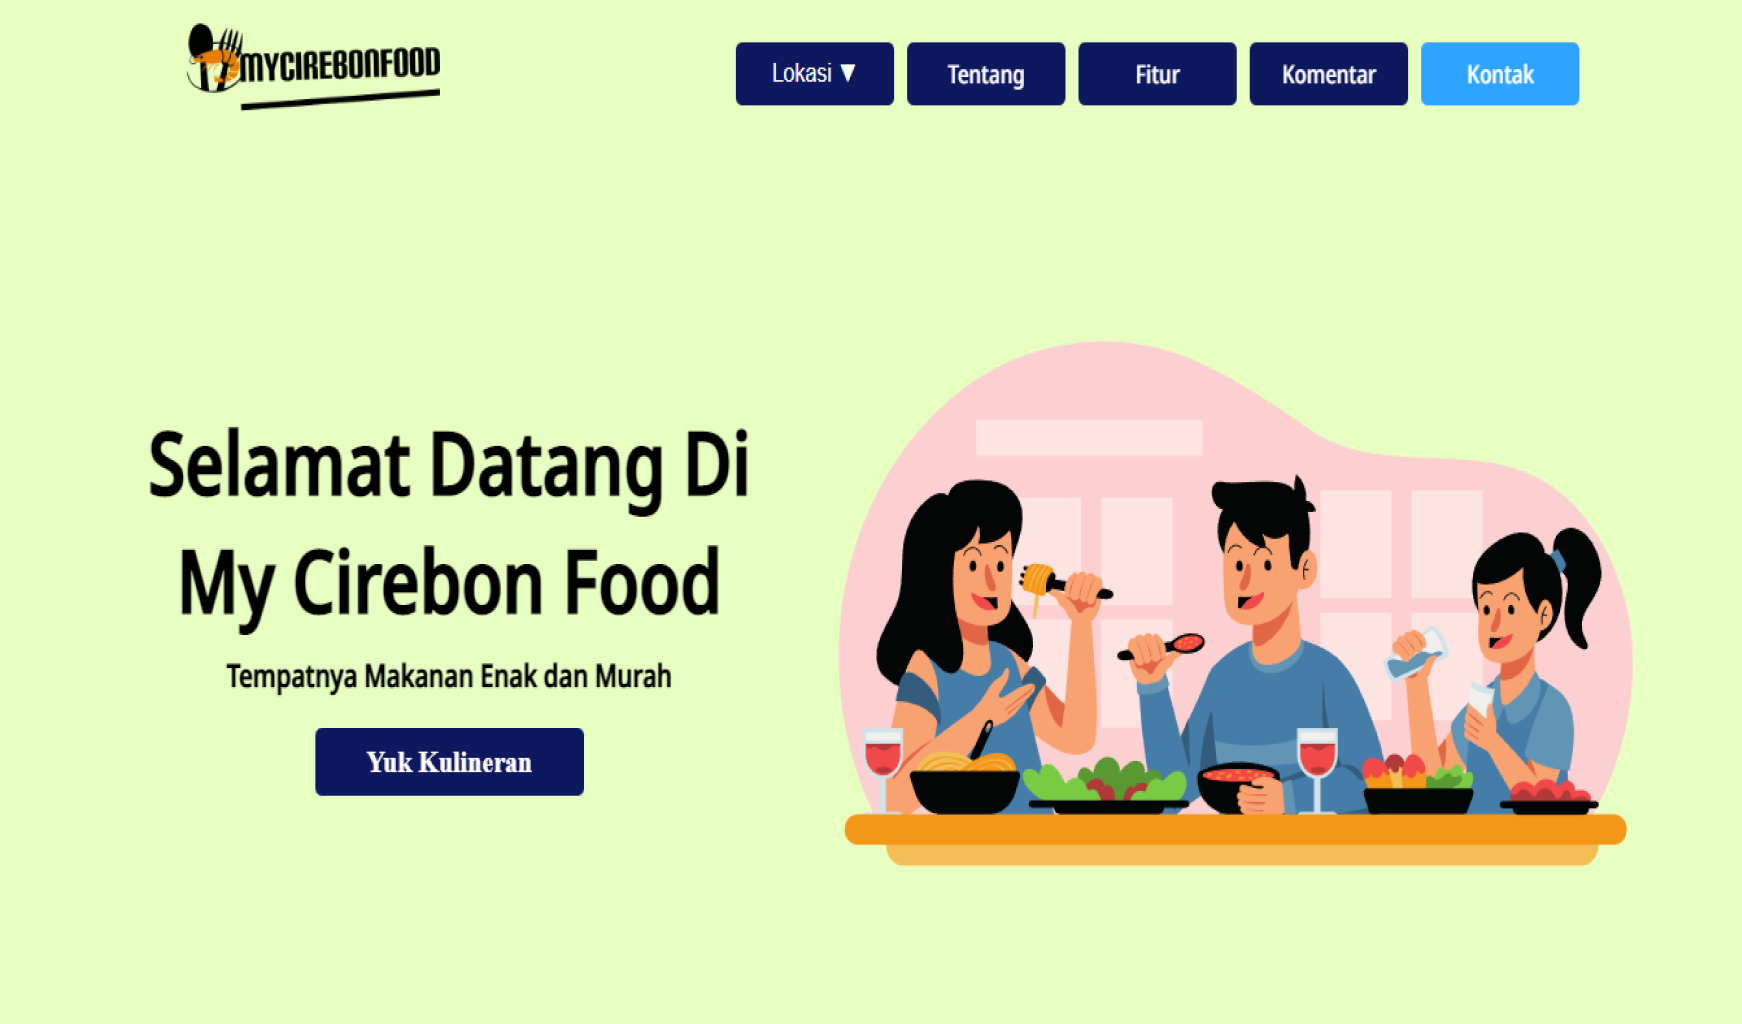 MYCIREBONFOOD
Lokasi ▼
Tentang
Fitur
Komentar
Kontak
Selamat Datang Di
My Cirebon Food
Tempatnya Makanan Enak dan Murah
Yuk Kulineran